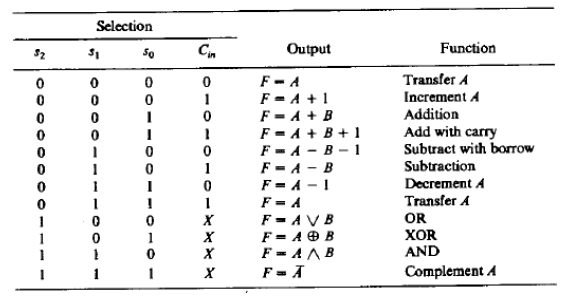 Selection
s2 s1 s0 Cin Output Function
0 0 0 0 F = A Transfer A
0 0 0 1 F = A + 1 Increment A
0 0 1 0 F = A + B Addition
0 0 1 1 F = A + B + 1 Add with carry
0 1 0 0 F = A − B − 1 Subtract with borrow
0 1 0 1 F = A − B Subtraction
0 1 1 0 F = A − 1 Decrement A
0 1 1 1 F = A Transfer A
1 0 0 X F = A ∨ B OR
1 0 1 X F = A ⊕ B XOR
1 1 0 X F = A ∧ B AND
1 1 1 X F = A̅ Complement A